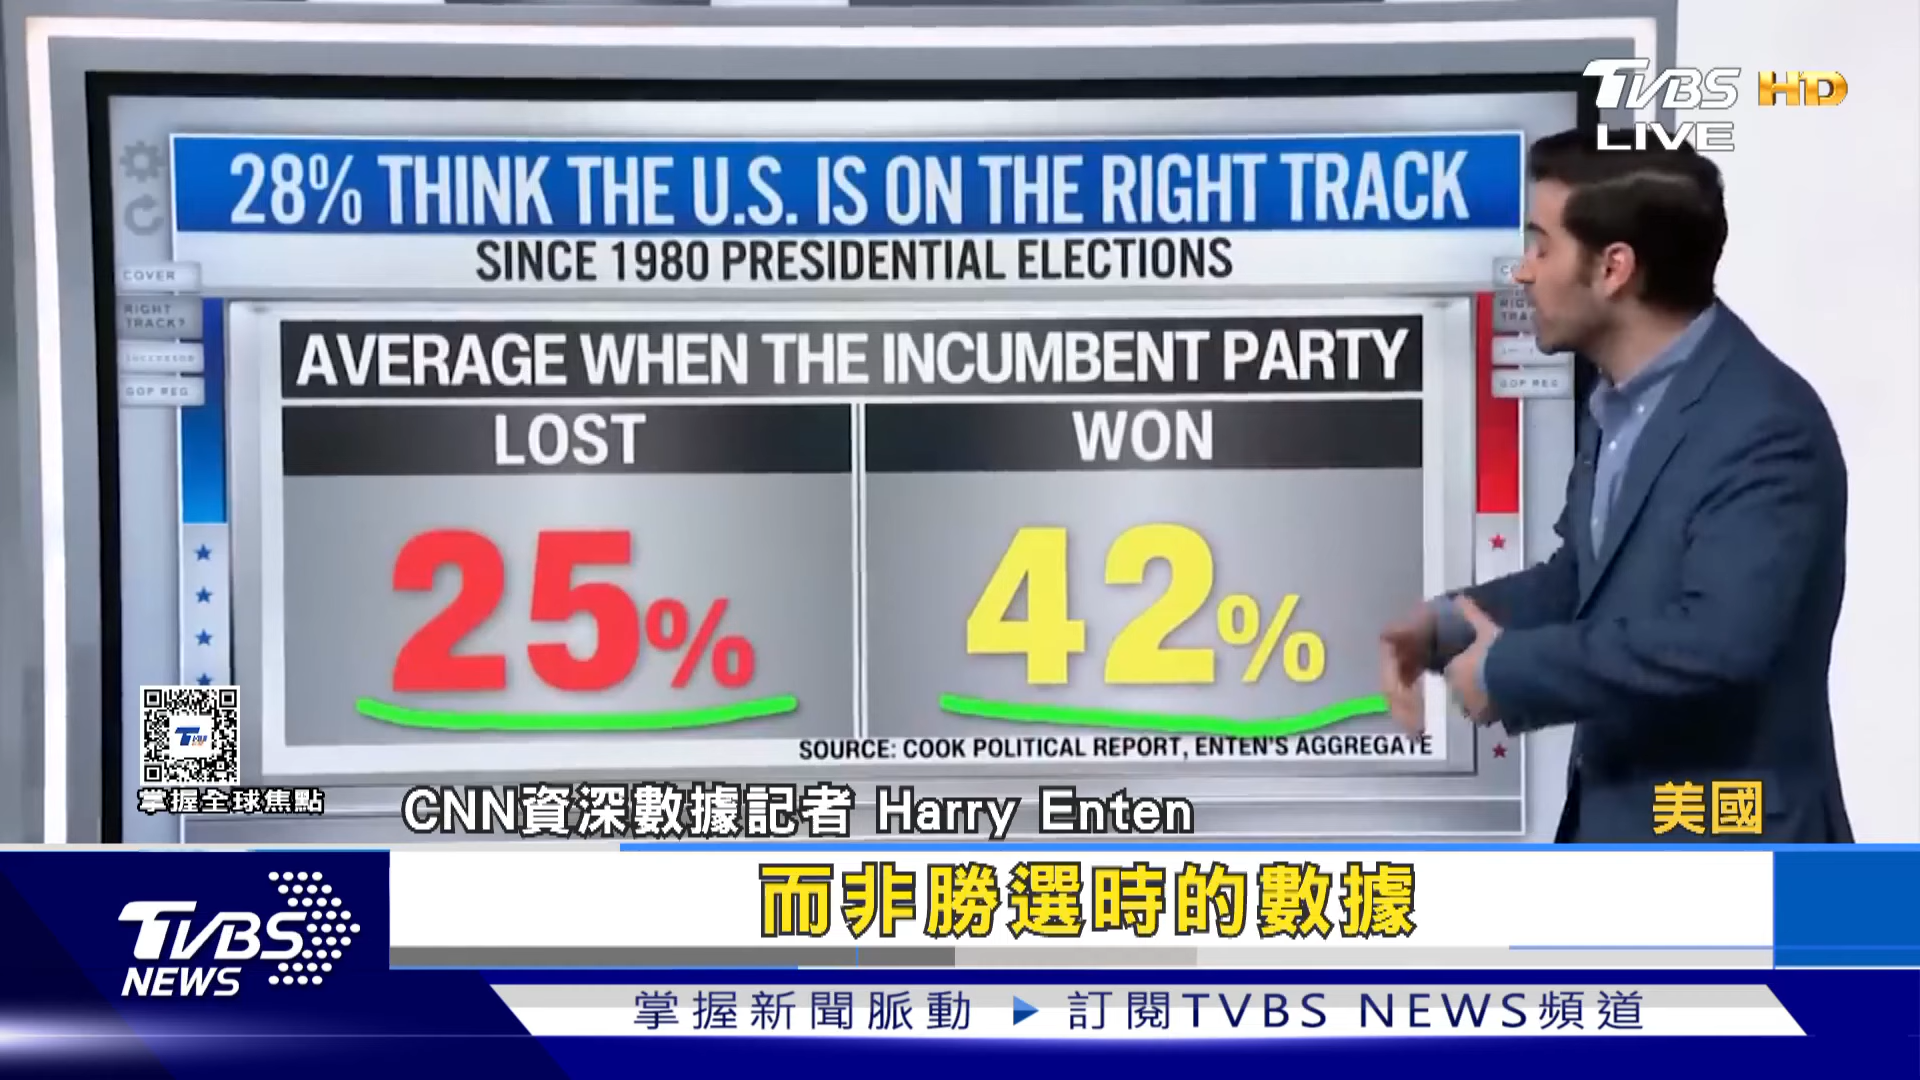 TVBS HD
LIVE
28% THINK THE U.S. IS ON THE RIGHT TRACK
SINCE 1980 PRESIDENTIAL ELECTIONS
COVER
RIGHT
TRACK?
GOP REG
GOP REG
AVERAGE WHEN THE INCUMBENT PARTY
LOST
WON
25%
42%
SOURCE: COOK POLITICAL REPORT, ENTEN'S AGGREGATE
TVBS
掌握全球焦點
CNN資深數據記者 Harry Enten
美國
而非勝選時的數據
TVBS
NEWS
掌握新聞脈動 ▶ 訂閱TVBS NEWS頻道